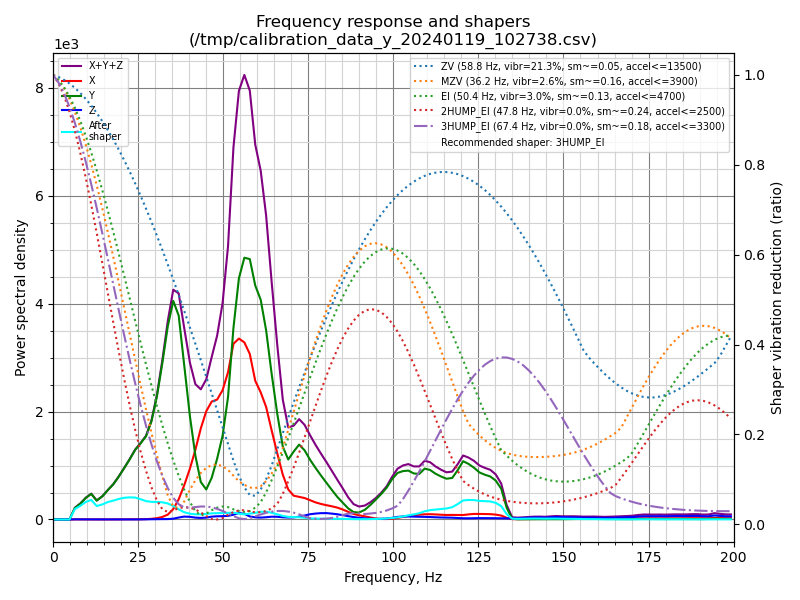 Frequency response and shapers
(/tmp/calibration_data_y_20240119_102738.csv)
1e3
X+Y+Z
X
Y
Z
After
shaper
ZV (58.8 Hz, vibr=21.3%, sm~=0.05, accel<=13500)
MZV (36.2 Hz, vibr=2.6%, sm~=0.16, accel<=3900)
EI (50.4 Hz, vibr=3.0%, sm~=0.13, accel<=4700)
2HUMP_EI (47.8 Hz, vibr=0.0%, sm~=0.24, accel<=2500)
3HUMP_EI (67.4 Hz, vibr=0.0%, sm~=0.18, accel<=3300)
Recommended shaper: 3HUMP_EI
Power spectral density
8
6
4
2
0
1.0
0.8
0.6
0.4
0.2
0.0
Shaper vibration reduction (ratio)
0 25 50 75 100 125 150 175 200
Frequency, Hz